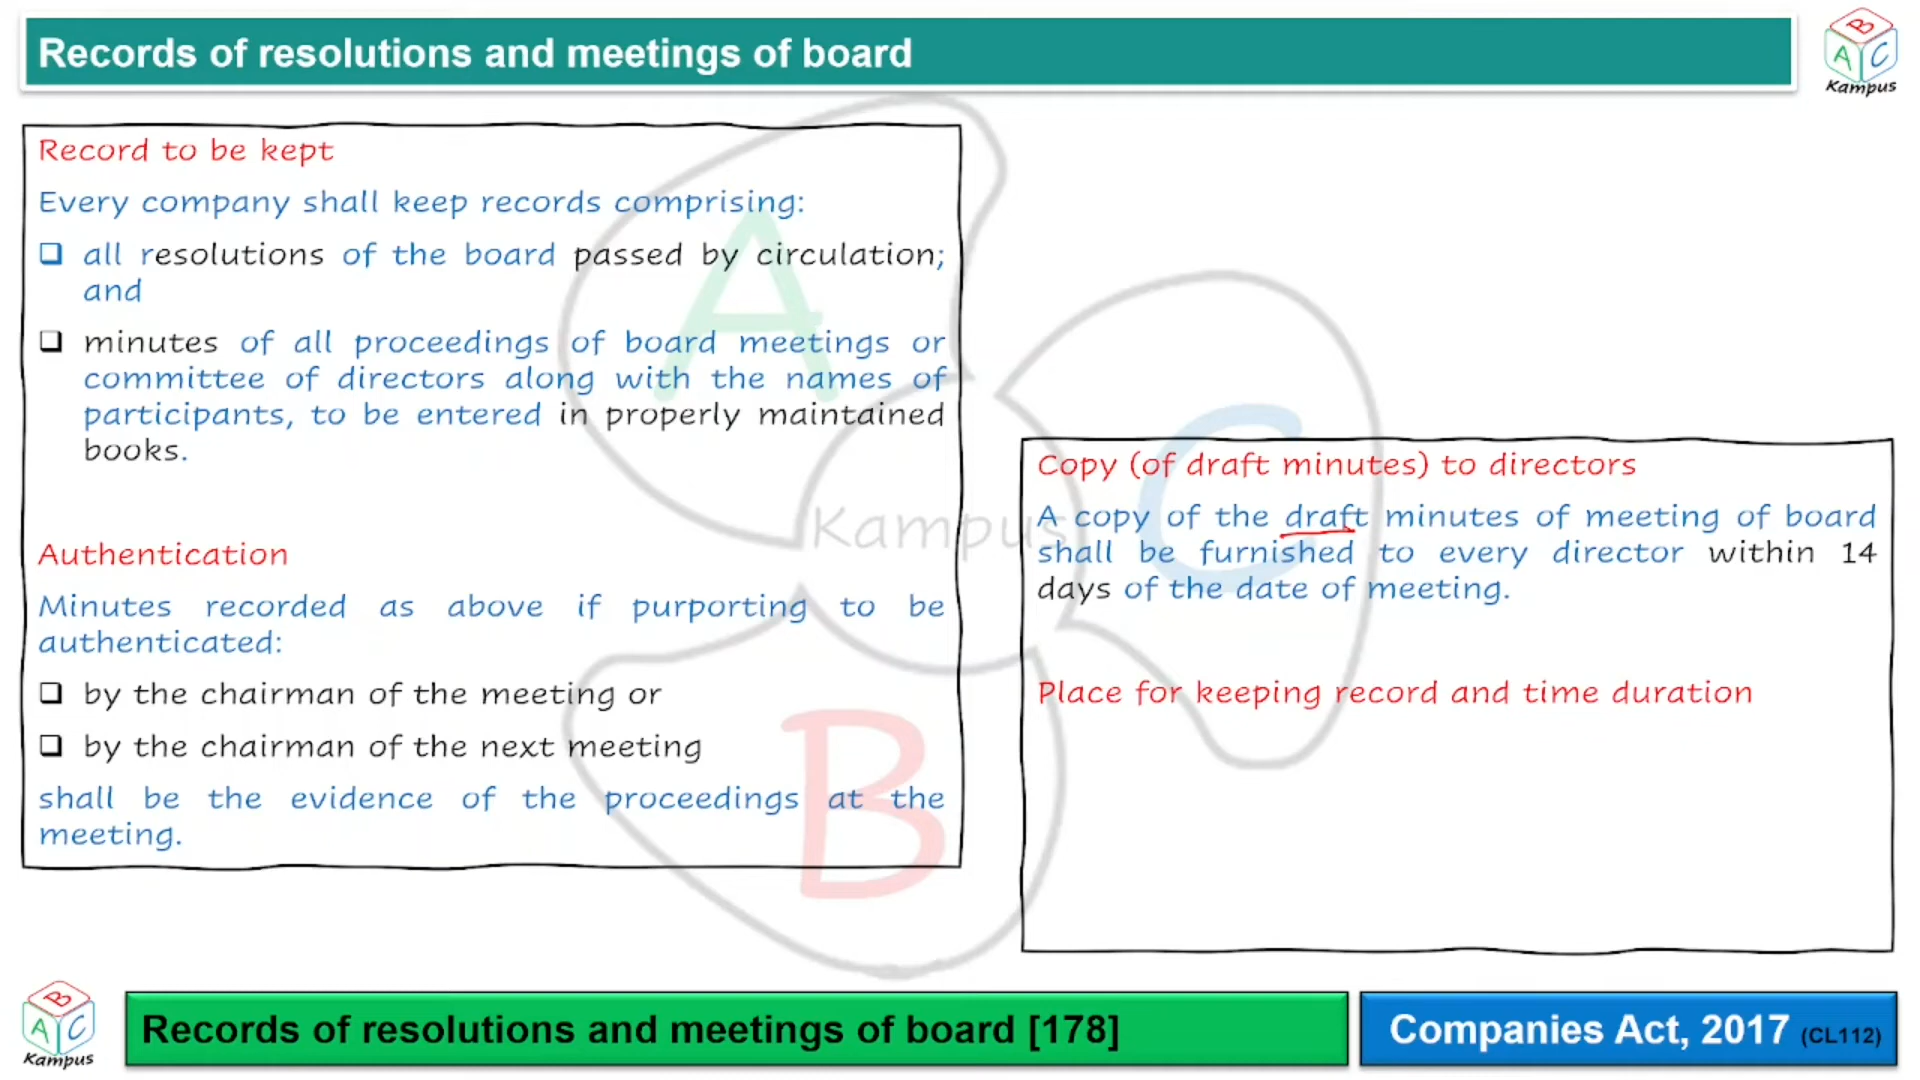 Records of resolutions and meetings of board
B
A C
Kampus
Record to be kept
Every company shall keep records comprising:
❑ all resolutions of the board passed by circulation;
and
❑ minutes of all proceedings of board meetings or
committee of directors along with the names of
participants, to be entered in properly maintained
books.
Authentication
Minutes recorded as above if purporting to be
authenticated:
❑ by the chairman of the meeting or
❑ by the chairman of the next meeting
shall be the evidence of the proceedings at the
meeting.
A
Kampus
C
B
Copy (of draft minutes) to directors
A copy of the draft minutes of meeting of board
shall be furnished to every director within 14
days of the date of meeting.
Place for keeping record and time duration
B
A C
Kampus
Records of resolutions and meetings of board [178]
Companies Act, 2017 (CL112)